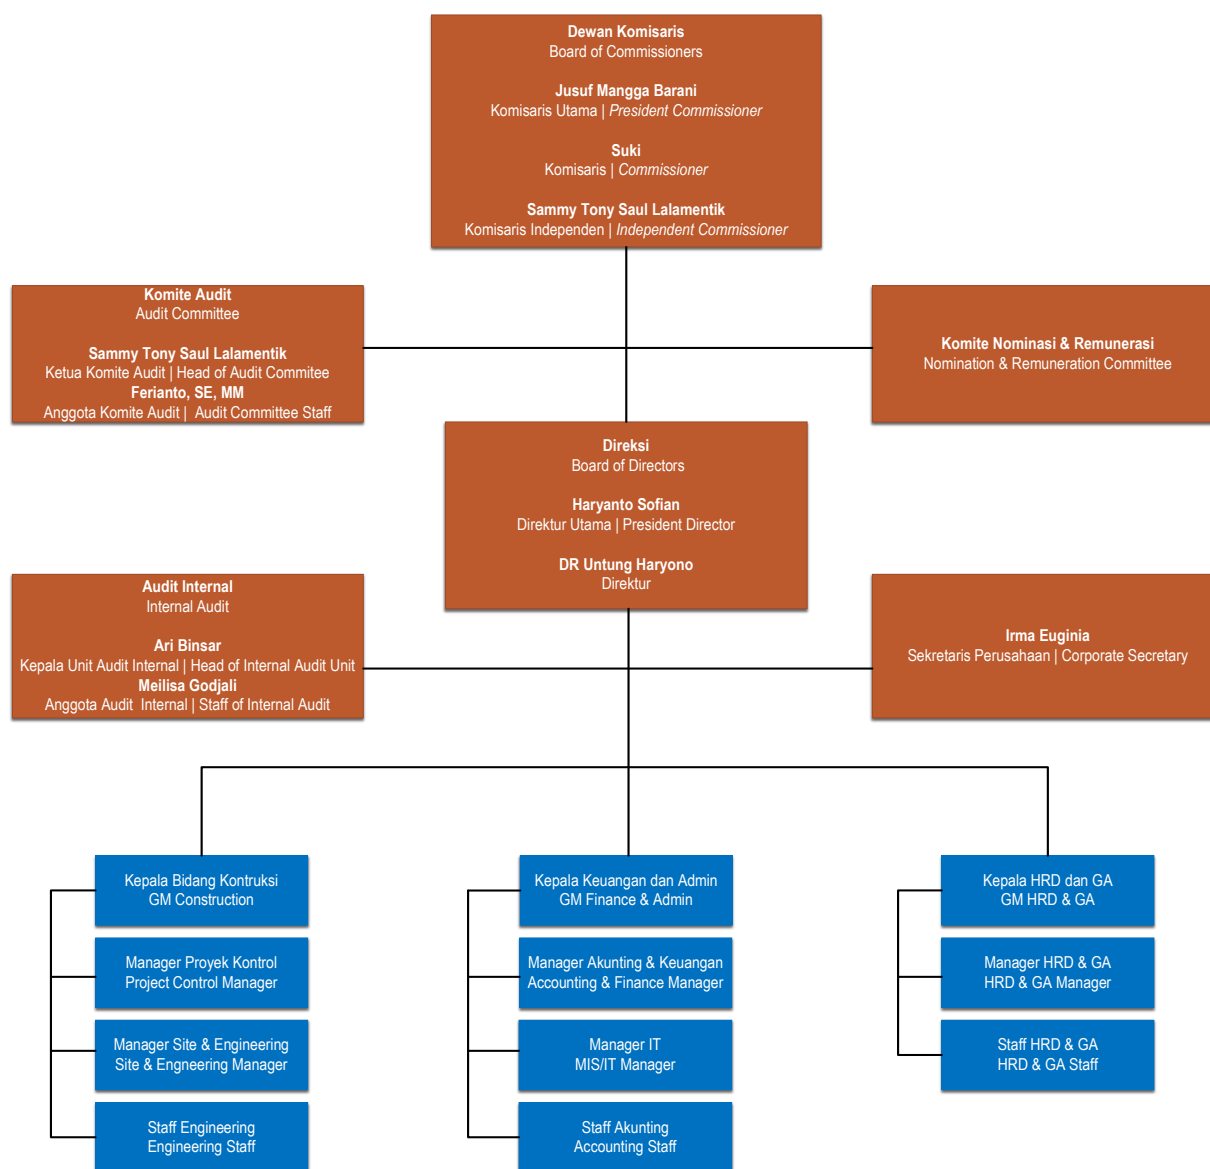 Dewan Komisaris
Board of Commissioners
Jusuf Mangga Barani
Komisaris Utama | President Commissioner
Suki
Komisaris | Commissioner
Sammy Tony Saul Lalamentik
Komisaris Independen | Independent Commissioner
Komite Audit
Audit Committee
Sammy Tony Saul Lalamentik
Ketua Komite Audit | Head of Audit Commitee
Ferianto, SE, MM
Anggota Komite Audit | Audit Committee Staff
Komite Nominasi & Remunerasi
Nomination & Remuneration Committee
Direksi
Board of Directors
Haryanto Sofian
Direktur Utama | President Director
DR Untung Haryono
Direktur
Audit Internal
Internal Audit
Ari Binsar
Kepala Unit Audit Internal | Head of Internal Audit Unit
Meilisa Godjali
Anggota Audit Internal | Staff of Internal Audit
Irma Euginia
Sekretaris Perusahaan | Corporate Secretary
Kepala Bidang Kontruksi
GM Construction
Manager Proyek Kontrol
Project Control Manager
Manager Site & Engineering
Site & Engneering Manager
Staff Engineering
Engineering Staff
Kepala Keuangan dan Admin
GM Finance & Admin
Manager Akunting & Keuangan
Accounting & Finance Manager
Manager IT
MIS/IT Manager
Staff Akunting
Accounting Staff
Kepala HRD dan GA
GM HRD & GA
Manager HRD & GA
HRD & GA Manager
Staff HRD & GA
HRD & GA Staff